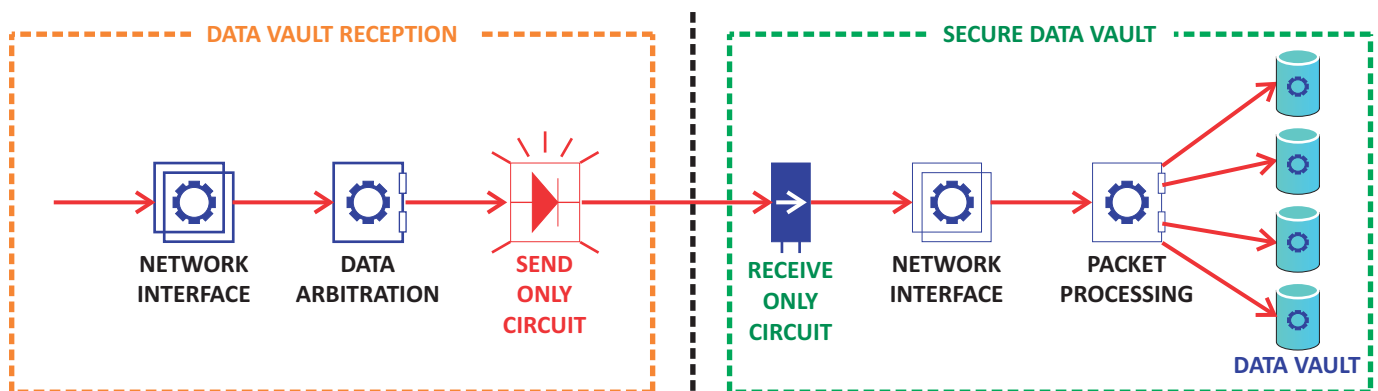 DATA VAULT RECEPTION
SECURE DATA VAULT
NETWORK
INTERFACE
DATA
ARBITRATION
SEND
ONLY
CIRCUIT
RECEIVE
ONLY
CIRCUIT
NETWORK
INTERFACE
PACKET
PROCESSING
DATA VAULT